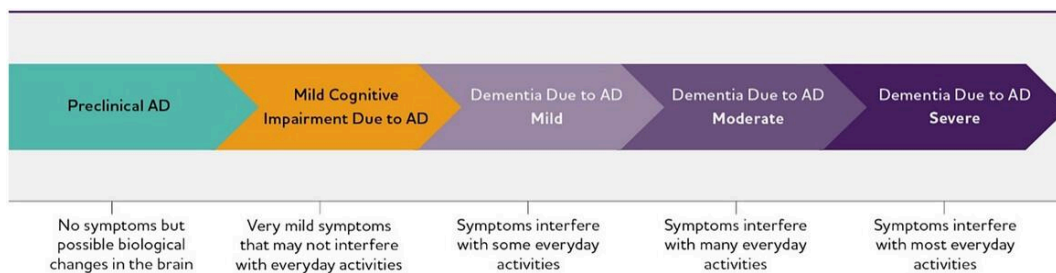 Preclinical AD
Mild Cognitive
Impairment Due to AD
Dementia Due to AD
Mild
Dementia Due to AD
Moderate
Dementia Due to AD
Severe
No symptoms but
possible biological
changes in the brain
Very mild symptoms
that may not interfere
with everyday activities
Symptoms interfere
with some everyday
activities
Symptoms interfere
with many everyday
activities
Symptoms interfere
with most everyday
activities